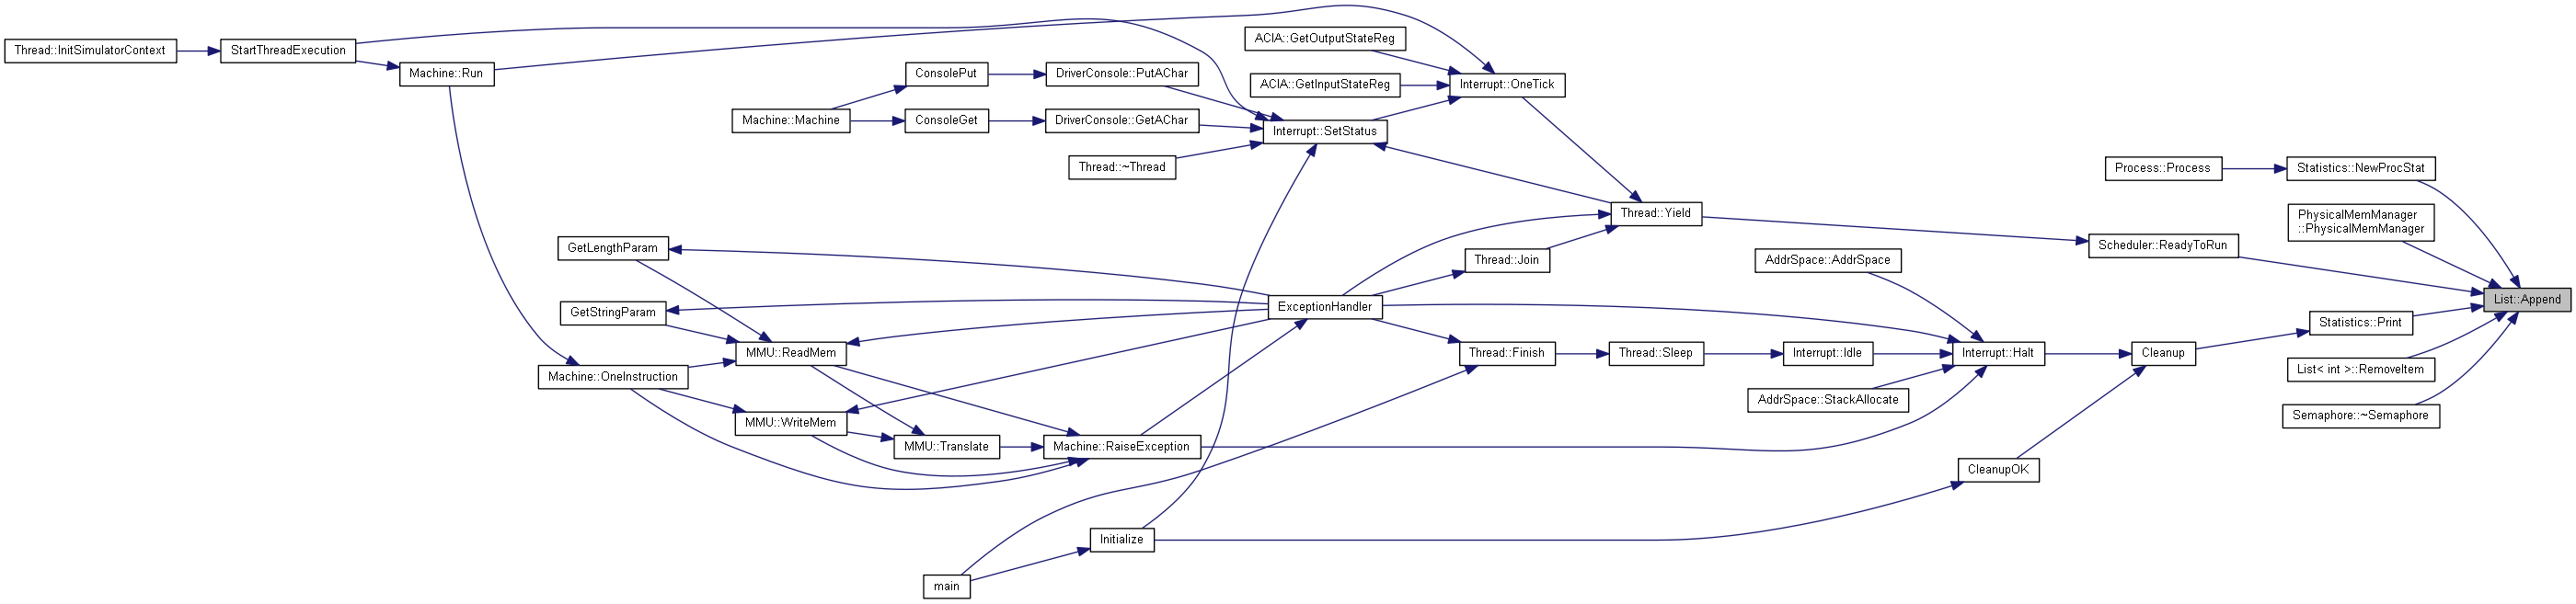 Thread::InitSimulatorContext
StartThreadExecution
Machine::Run
ConsolePut
DriverConsole::PutAChar
ACIA::GetOutputStateReg
ACIA::GetInputStateReg
Interrupt::OneTick
Machine::Machine
ConsoleGet
DriverConsole::GetAChar
Interrupt::SetStatus
Thread::~Thread
Process::Process
Statistics::NewProcStat
Thread::Yield
PhysicalMemManager
::PhysicalMemManager
GetLengthParam
Thread::Join
AddrSpace::AddrSpace
Scheduler::ReadyToRun
List::Append
GetStringParam
ExceptionHandler
Statistics::Print
MMU::ReadMem
Thread::Finish
Thread::Sleep
Interrupt::Idle
Interrupt::Halt
Cleanup
Machine::OneInstruction
List< int >::RemoveItem
AddrSpace::StackAllocate
MMU::WriteMem
Semaphore::~Semaphore
MMU::Translate
Machine::RaiseException
CleanupOK
Initialize
main